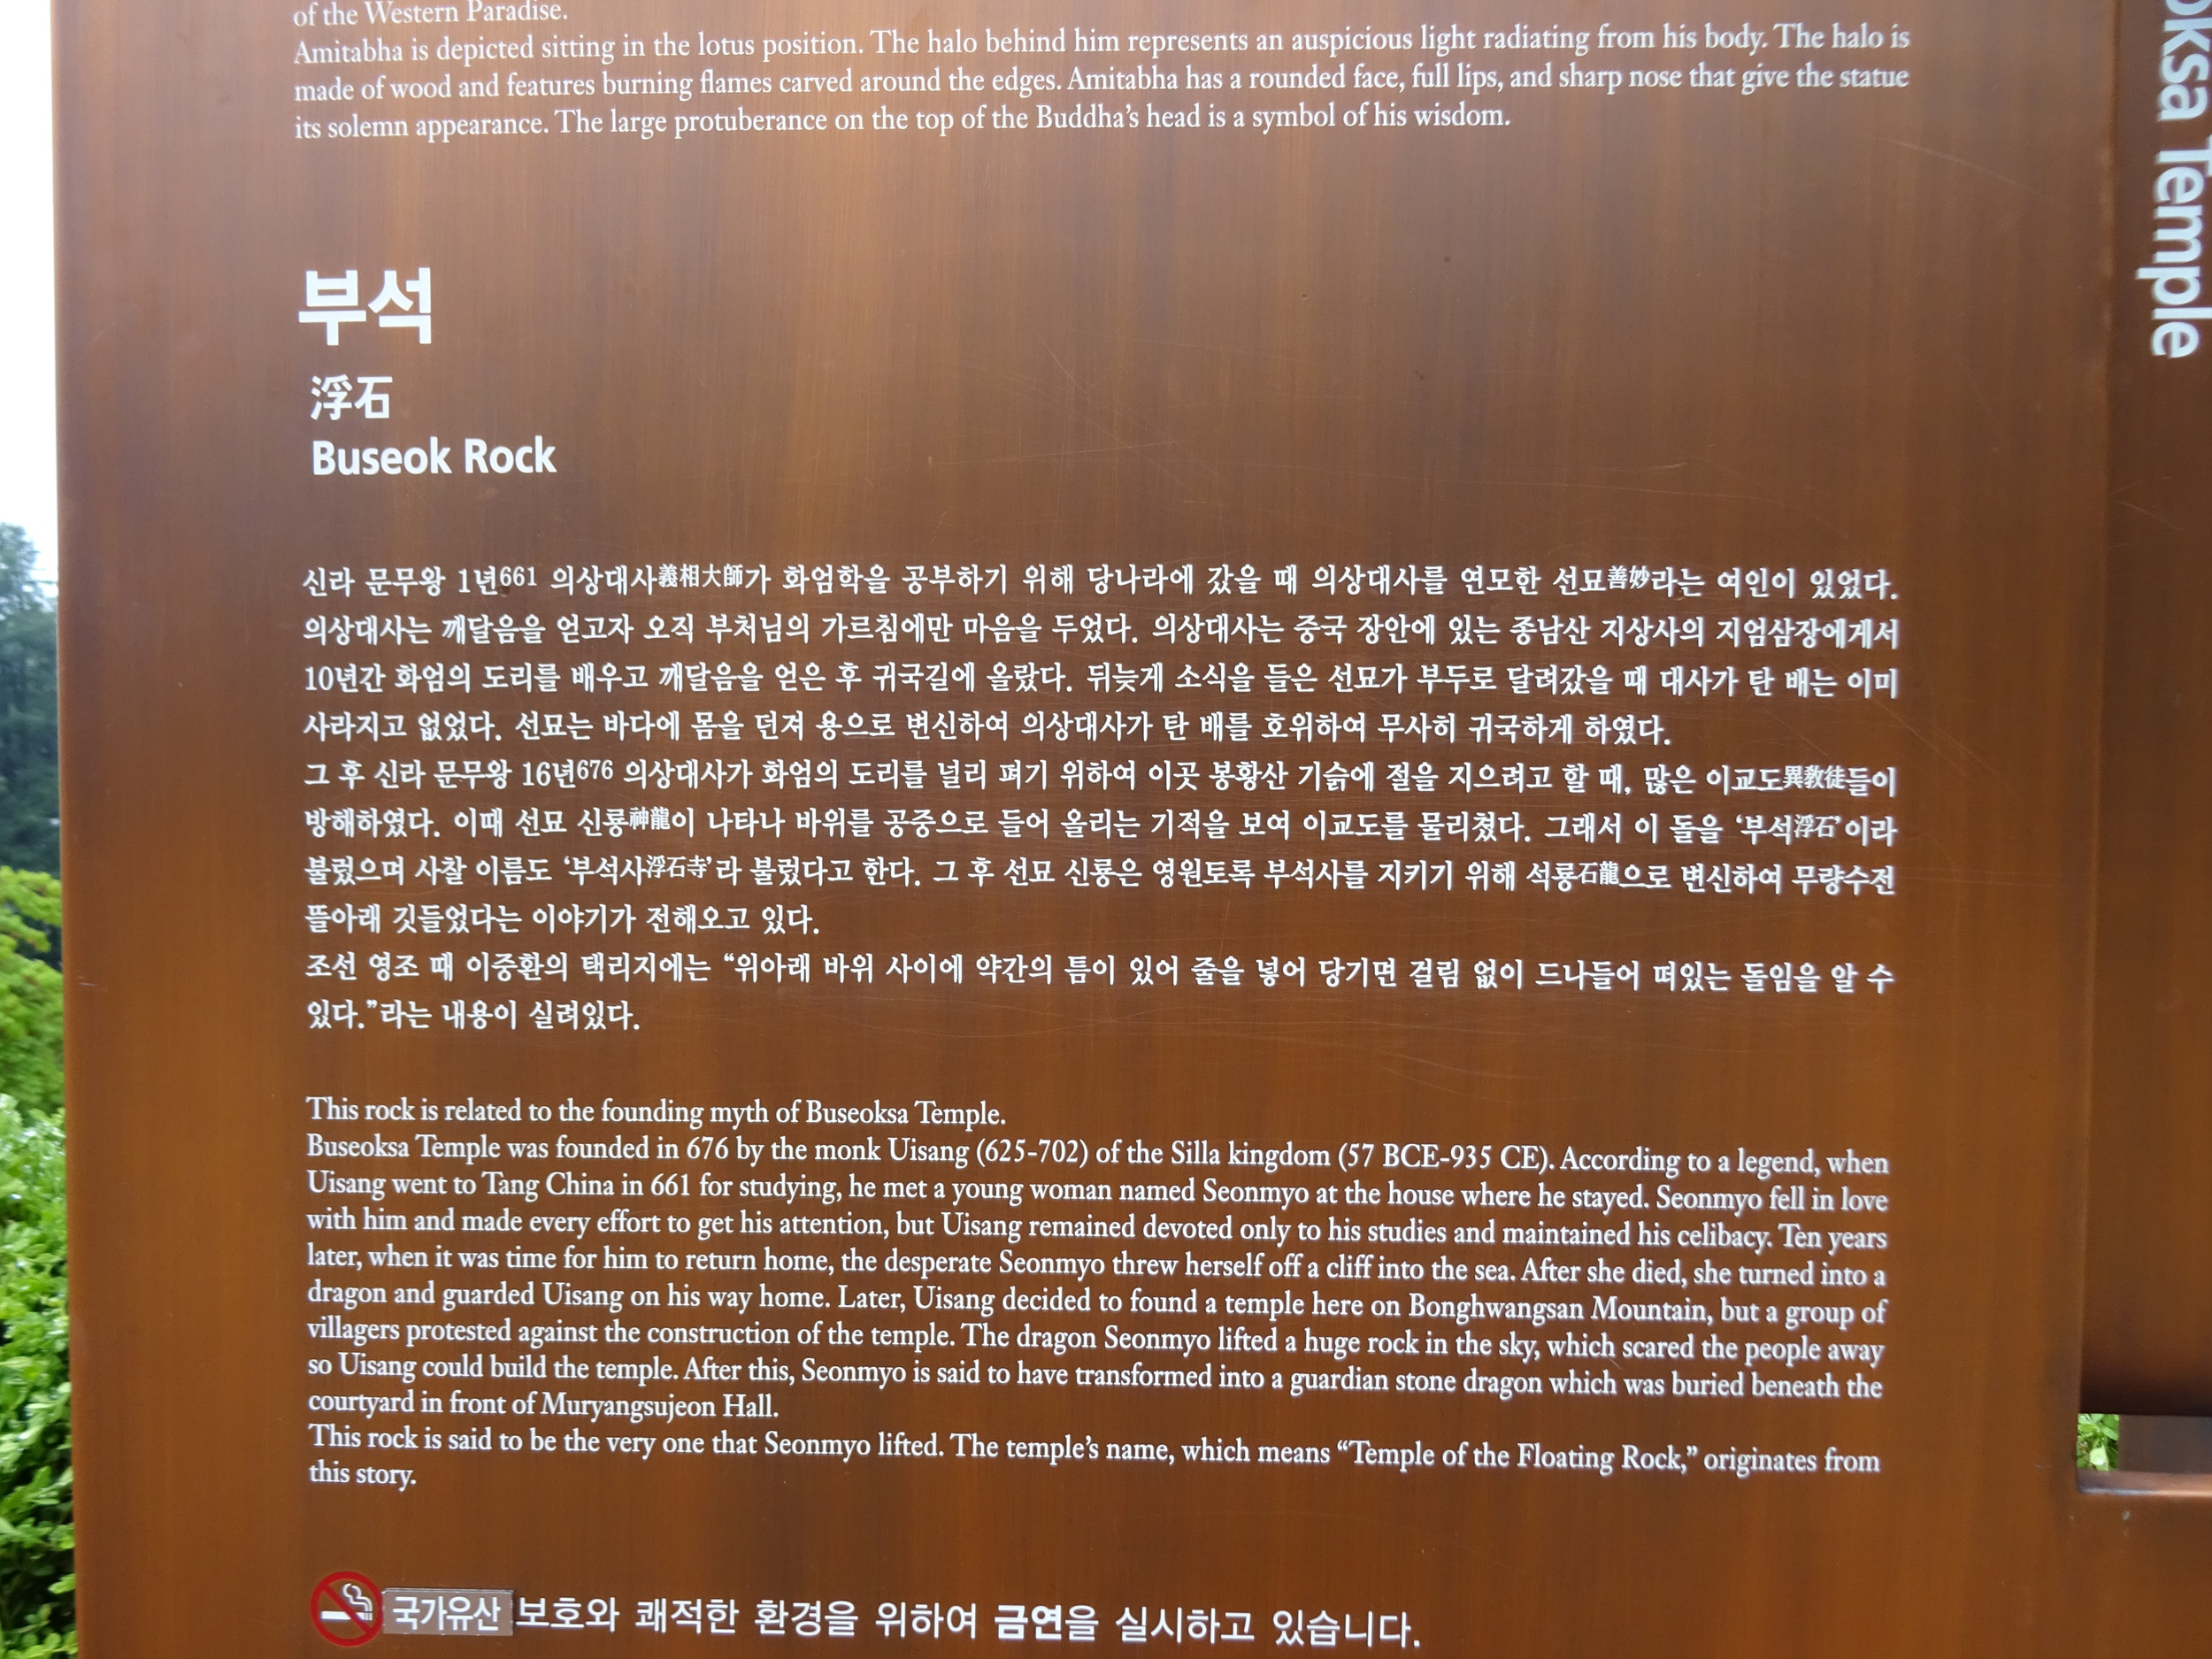 of the Western Paradise.
Amitabha is depicted sitting in the lotus position. The halo behind him represents an auspicious light radiating from his body. The halo is
made of wood and features burning flames carved around the edges. Amitabha has a rounded face, full lips, and sharp nose that give the statue
its solemn appearance. The large protuberance on the top of the Buddha's head is a symbol of his wisdom.
부석
浮石
Buseok Rock
신라 문무왕 1년661 의상대사義相大師가 화엄학을 공부하기 위해 당나라에 갔을 때 의상대사를 연모한 선묘善妙라는 여인이 있었다.
의상대사는 깨달음을 얻고자 오직 부처님의 가르침에만 마음을 두었다. 의상대사는 중국 장안에 있는 종남산 지상사의 지엄삼장에게서
10년간 화엄의 도리를 배우고 깨달음을 얻은 후 귀국길에 올랐다. 뒤늦게 소식을 들은 선묘가 부두로 달려갔을 때 대사가 탄 배는 이미
사라지고 없었다. 선묘는 바다에 몸을 던져 용으로 변신하여 의상대사가 탄 배를 호위하여 무사히 귀국하게 하였다.
그 후 신라 문무왕 16년676 의상대사가 화엄의 도리를 널리 펴기 위하여 이곳 봉황산 기슭에 절을 지으려고 할 때, 많은 이교도異敎徒들이
방해하였다. 이때 선묘 신룡神龍이 나타나 바위를 공중으로 들어 올리는 기적을 보여 이교도를 물리쳤다. 그래서 이 돌을 ‘부석浮石’이라
불렀으며 사찰 이름도 ‘부석사浮石寺’라 불렀다고 한다. 그 후 선묘 신룡은 영원토록 부석사를 지키기 위해 석룡石龍으로 변신하여 무량수전
뜰아래 깃들었다는 이야기가 전해오고 있다.
조선 영조 때 이중환의 택리지에는 “위아래 바위 사이에 약간의 틈이 있어 줄을 넣어 당기면 걸림 없이 드나들어 떠있는 돌임을 알 수
있다.”라는 내용이 실려있다.
This rock is related to the founding myth of Buseoksa Temple.
Buseoksa Temple was founded in 676 by the monk Uisang (625-702) of the Silla kingdom (57 BCE-935 CE). According to a legend, when
Uisang went to Tang China in 661 for studying, he met a young woman named Seonmyo at the house where he stayed. Seonmyo fell in love
with him and made every effort to get his attention, but Uisang remained devoted only to his studies and maintained his celibacy. Ten years
later, when it was time for him to return home, the desperate Seonmyo threw herself off a cliff into the sea. After she died, she turned into a
dragon and guarded Uisang on his way home. Later, Uisang decided to found a temple here on Bonghwangsan Mountain, but a group of
villagers protested against the construction of the temple. The dragon Seonmyo lifted a huge rock in the sky, which scared the people away
so Uisang could build the temple. After this, Seonmyo is said to have transformed into a guardian stone dragon which was buried beneath the
courtyard in front of Muryangsujeon Hall.
This rock is said to be the very one that Seonmyo lifted. The temple's name, which means “Temple of the Floating Rock,” originates from
this story.
국가유산 보호와 쾌적한 환경을 위하여 금연을 실시하고 있습니다.
oksa Temple